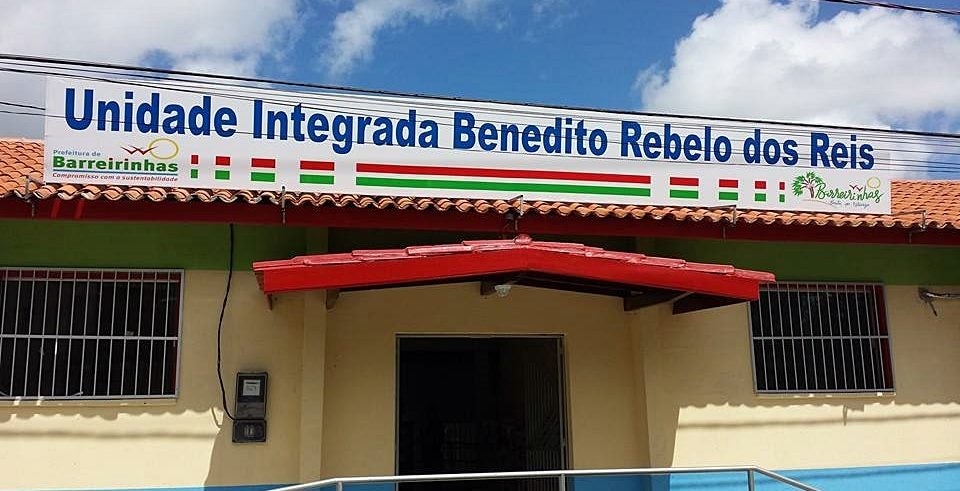 Unidade Integrada Benedito Rebelo dos Reis
Prefeitura de
Barreirinhas
Compromisso com a sustentabilidade
Barreirinhas